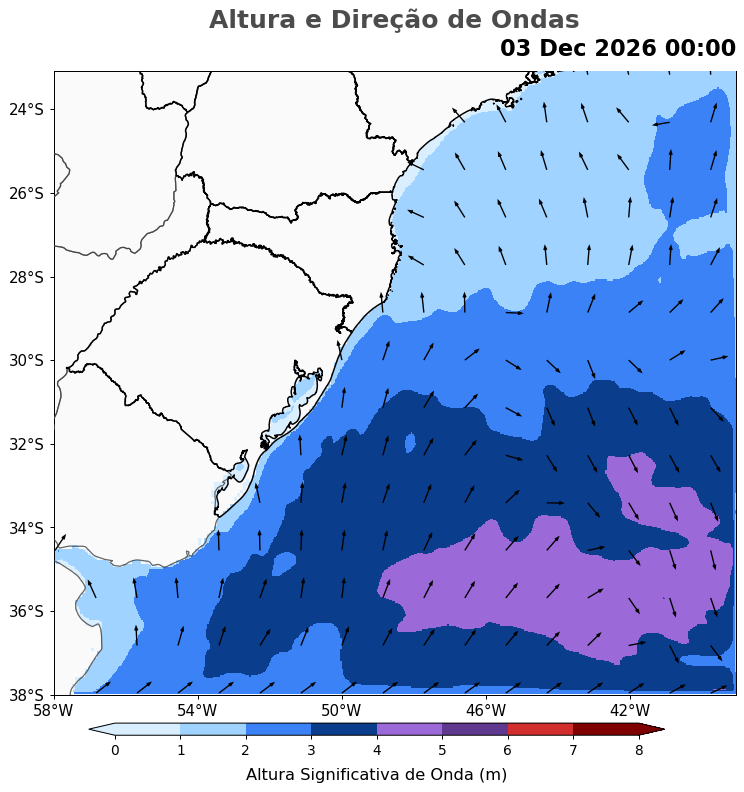 Altura e Direção de Ondas
03 Dec 2026 00:00
24°S
26°S
28°S
30°S
32°S
34°S
36°S
38°S
58°W 54°W 50°W 46°W 42°W
0 1 2 3 4 5 6 7 8
Altura Significativa de Onda (m)